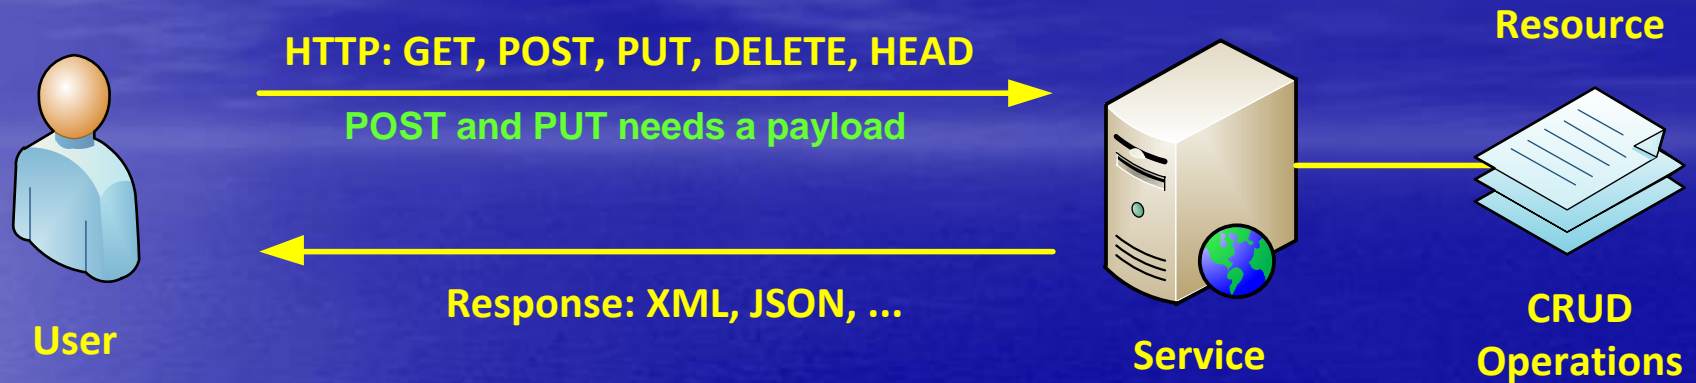 HTTP: GET, POST, PUT, DELETE, HEAD
POST and PUT needs a payload
Response: XML, JSON, ...
User
Service
Resource
CRUD
Operations